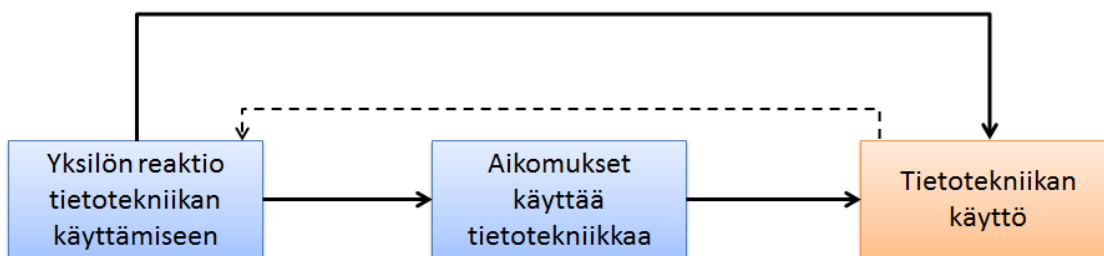 Yksilön reaktio
tietotekniikan
käyttämiseen
Aikomukset
käyttää
tietotekniikkaa
Tietotekniikan
käyttö